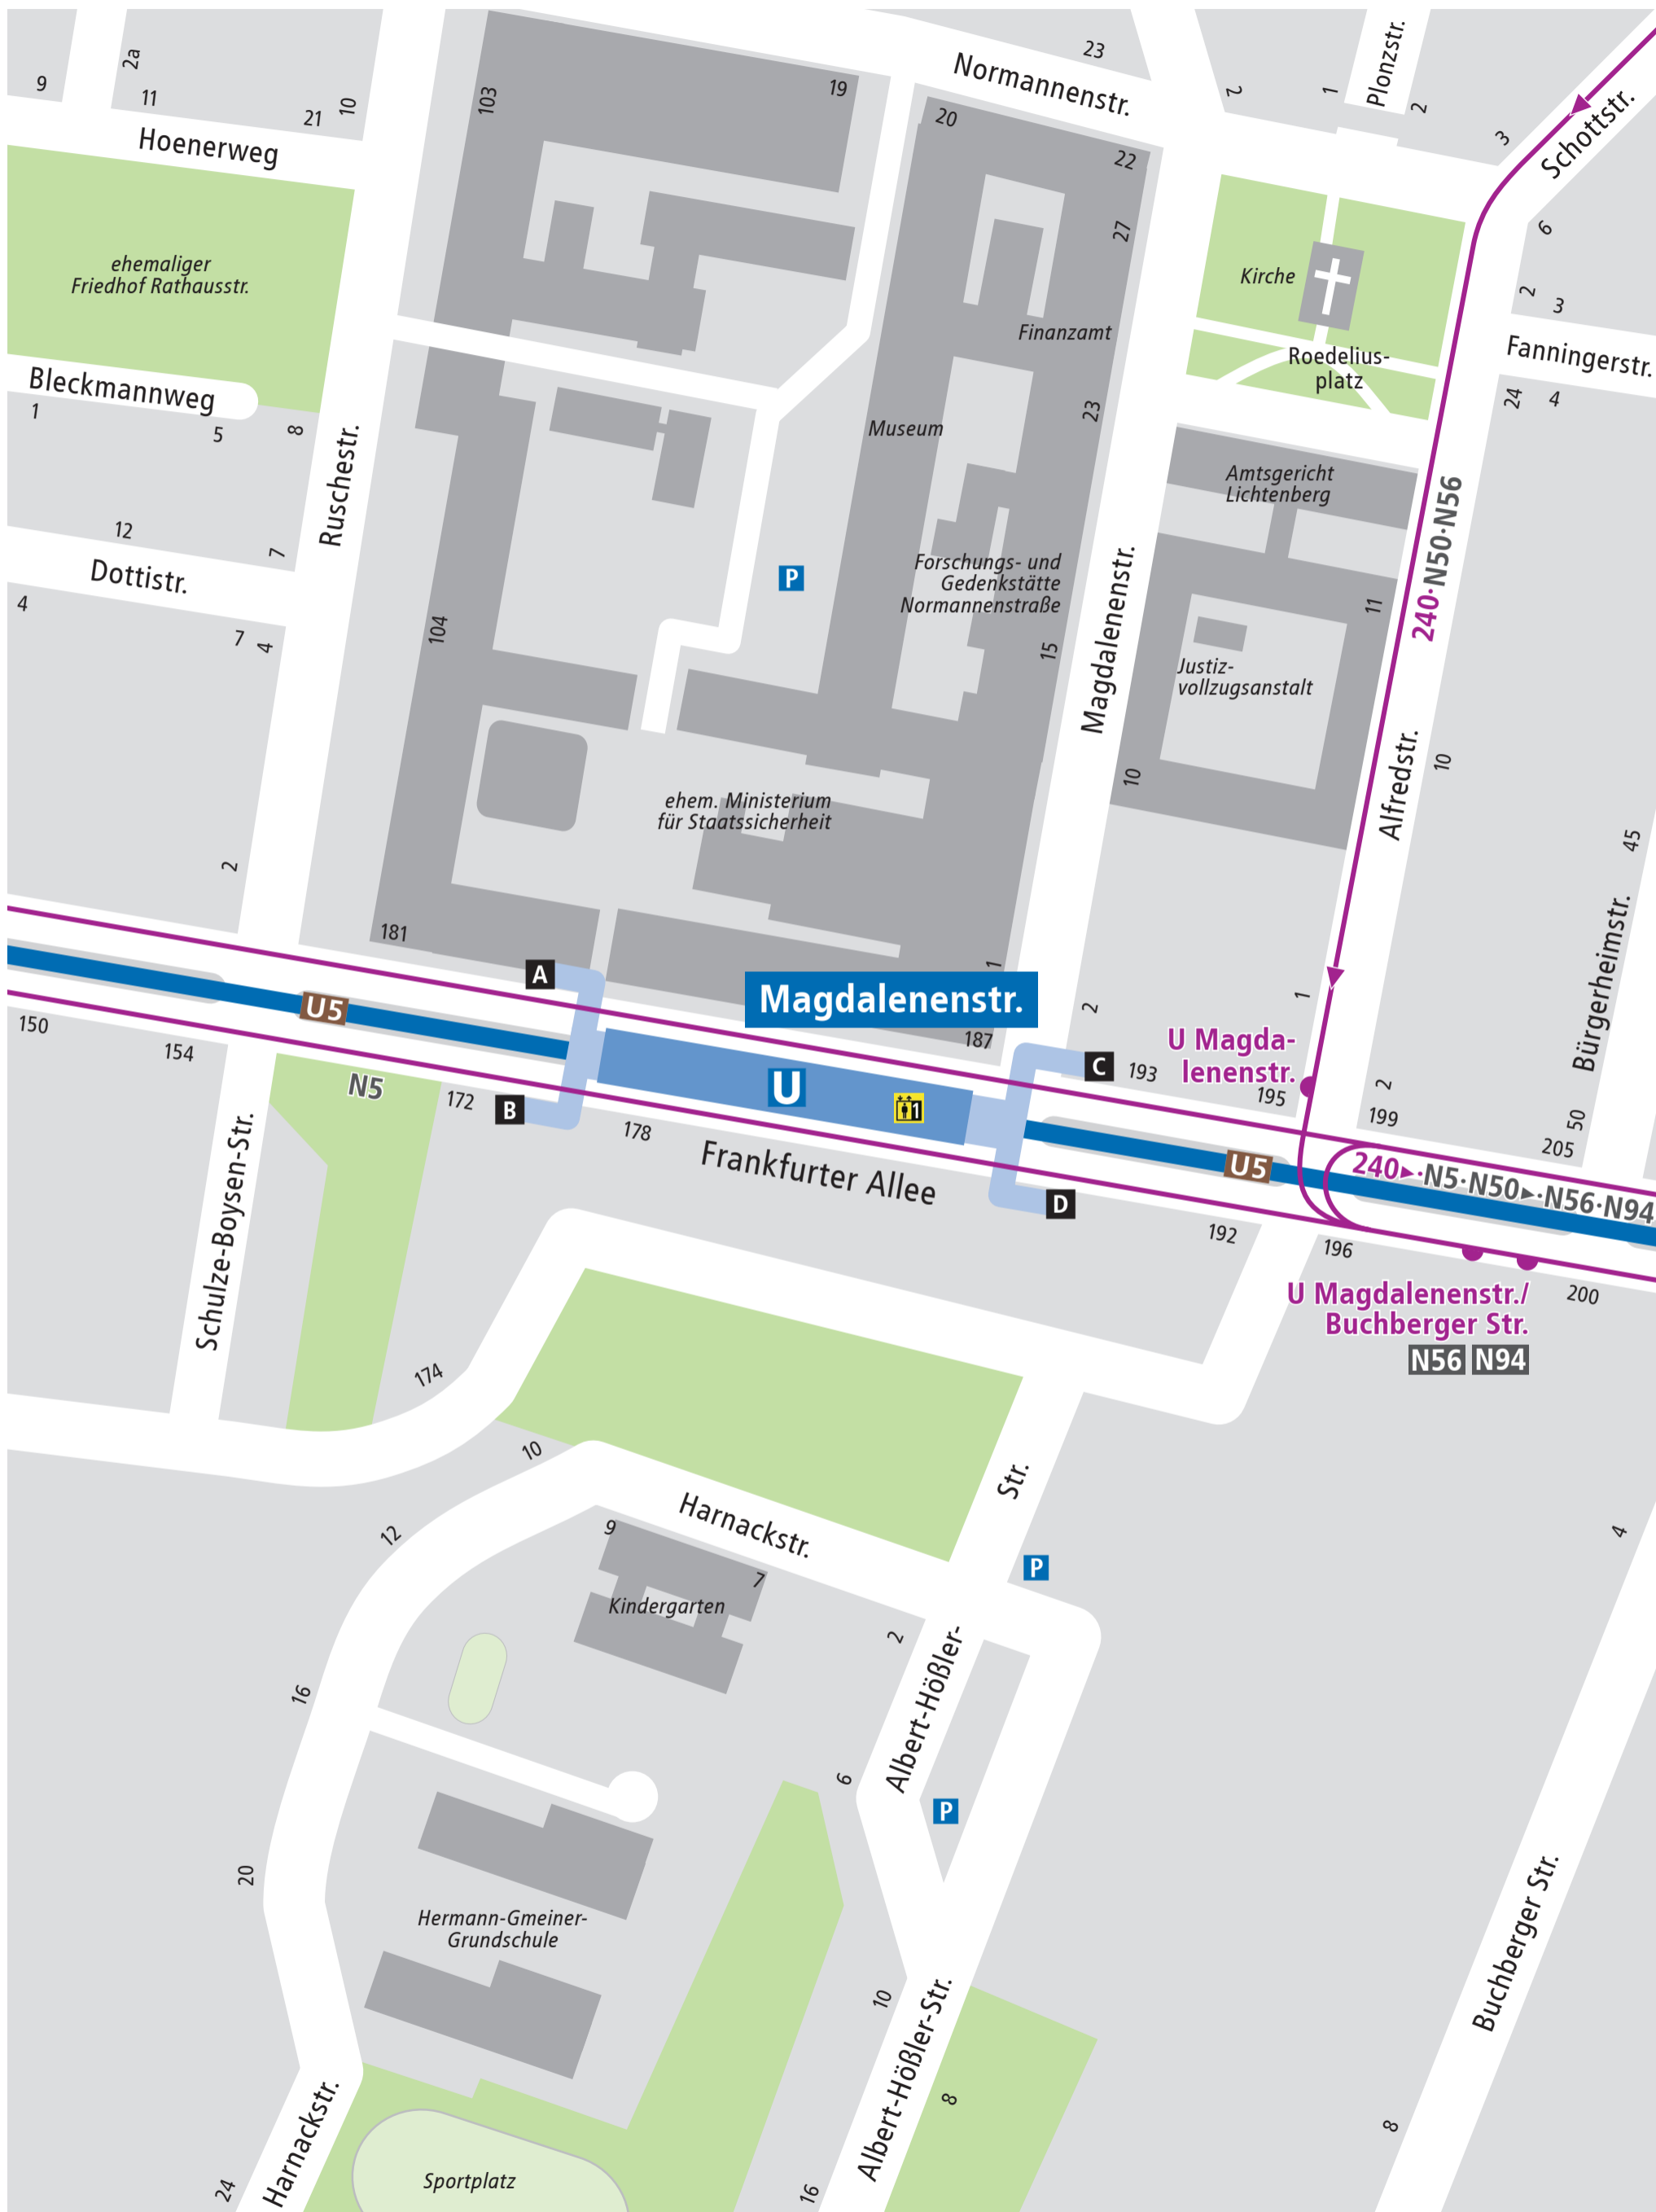 9
2a
11
21
10
Hoenerweg
103
19
Normannenstr.
23
20
22
27
2
1
Plonzstr.
2
3
Schottstr.
6
ehemaliger
Friedhof Rathausstr.
Kirche
Roedelius-
platz
2
3
Fanningerstr.
24
4
Finanzamt
23
Museum
Bleckmannweg
1
5
8
Ruschestr.
12
7
Dottistr.
4
7
4
104
P
Forschungs- und
Gedenkstätte
Normannenstraße
15
Magdalenenstr.
Amtsgericht
Lichtenberg
11
240·N50·N56
Justiz-
vollzugsanstalt
10
Alfredstr.
10
45
Bürgerheimstr.
ehem. Ministerium
für Staatssicherheit
2
181
A
1
Magdalenenstr.
187
2
1
U Magda-
lenenstr.
C
193
195
2
199
50
205
U5
150
154
N5
172
B
U
1
178
Frankfurter Allee
D
U5
240▸·N5·N50▸·N56·N94
192
196
200
U Magdalenenstr./
Buchberger Str.
N56 N94
Schulze-Boysen-Str.
174
10
12
Harnackstr.
Str.
P
9
7
Kindergarten
2
Albert-Hößler-
4
16
6
P
20
Hermann-Gmeiner-
Grundschule
10
Albert-Hößler-Str.
8
Buchberger Str.
8
Harnackstr.
24
Sportplatz
16